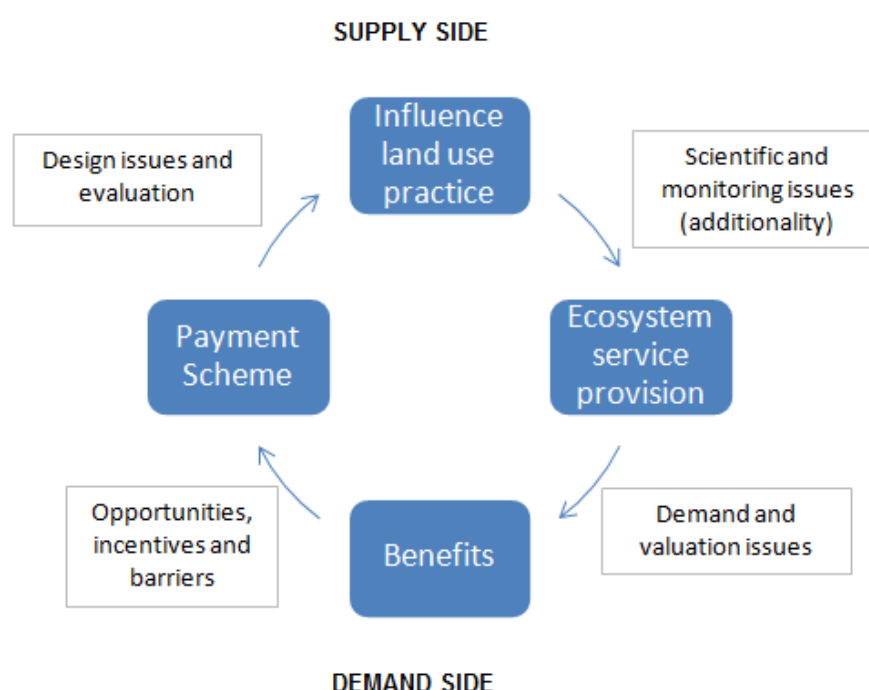 SUPPLY SIDE
Influence
land use
practice
Design issues and
evaluation
Scientific and
monitoring issues
(additionality)
Payment
Scheme
Ecosystem
service
provision
Opportunities,
incentives and
barriers
Benefits
Demand and
valuation issues
DEMAND SIDE